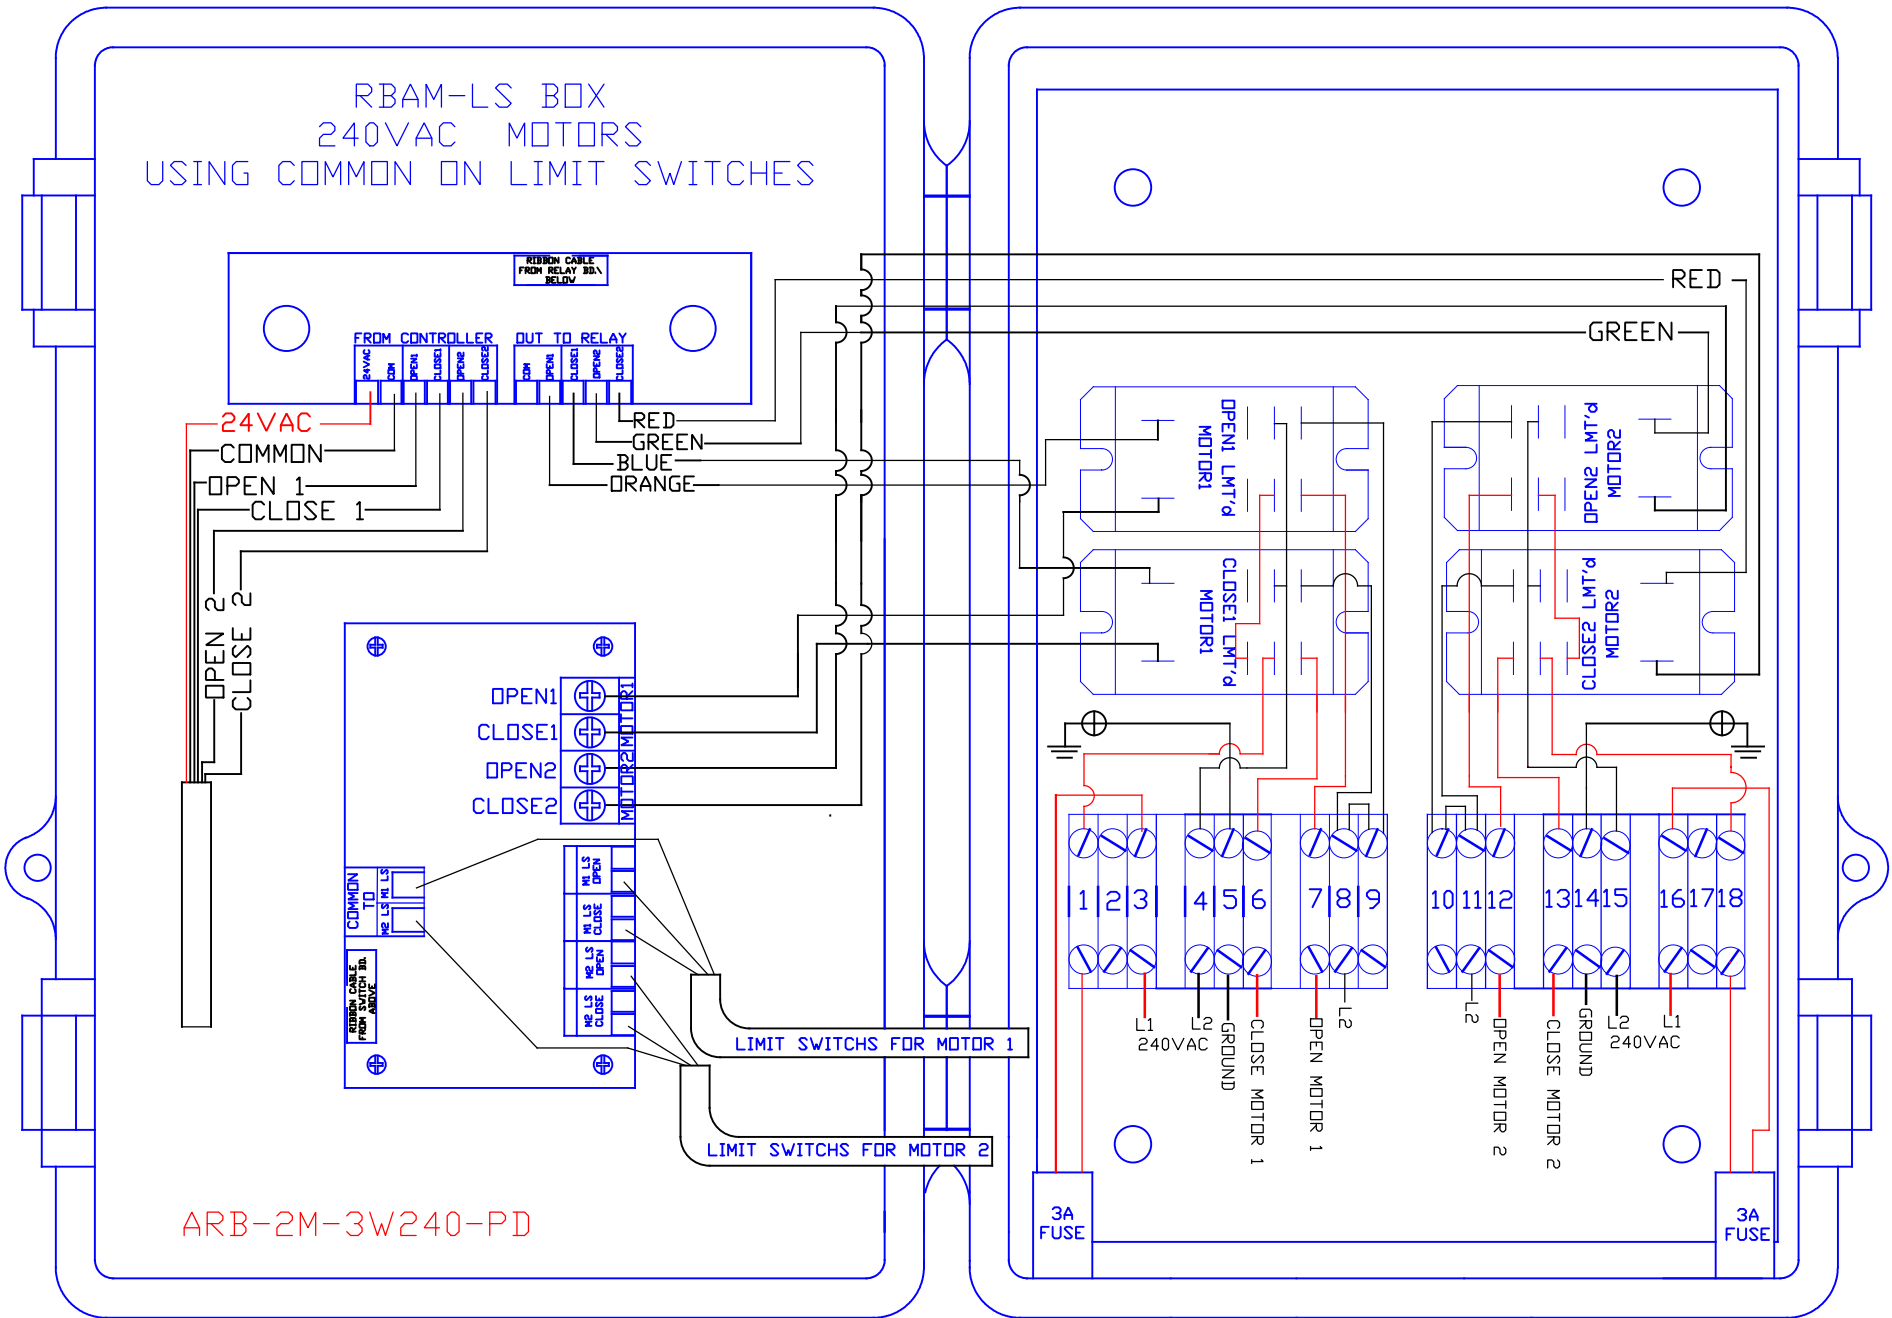 RBAM-LS BOX
240VAC MOTORS
USING COMMON ON LIMIT SWITCHES
RIBBON CABLE
FROM RELAY BD.\
BELOW
FROM CONTROLLER
OUT TO RELAY
24VAC
COM
OPEN1
CLOSE1
OPEN2
CLOSE2
COM
OPEN1
CLOSE1
OPEN2
CLOSE2
24VAC
COMMON
OPEN 1
CLOSE 1
OPEN 2
CLOSE 2
RED
GREEN
BLUE
ORANGE
RED
GREEN
OPEN1
CLOSE1
OPEN2
CLOSE2
MOTOR1
MOTOR2
COMMON
TO
M1 LS
M2 LS
RIBBON CABLE
FROM SWITCH BD.
ABOVE
M1 LS
OPEN
M1 LS
CLOSE
M2 LS
OPEN
M2 LS
CLOSE
LIMIT SWITCHS FOR MOTOR 1
LIMIT SWITCHS FOR MOTOR 2
ARB-2M-3W240-PD
OPEN1 LMT'd
MOTOR1
CLOSE1 LMT'd
MOTOR1
OPEN2 LMT'd
MOTOR2
CLOSE2 LMT'd
MOTOR2
1 2 3 4 5 6 7 8 9
10 11 12 13 14 15 16 17 18
L1
L2
240VAC
GROUND
CLOSE MOTOR 1
OPEN MOTOR 1
L2
L2
OPEN MOTOR 2
CLOSE MOTOR 2
GROUND
L2
L1
240VAC
3A
FUSE
3A
FUSE